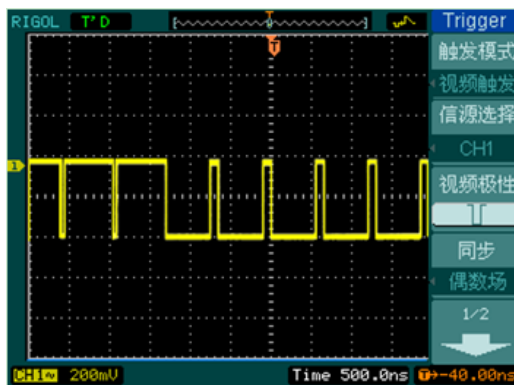 RIGOL T'D Trigger
触发模式
视频触发
信源选择
CH1
视频极性
同步
偶数场
1/2
T
1
CH1 200mV Time 500.0ns T→-40.00ns